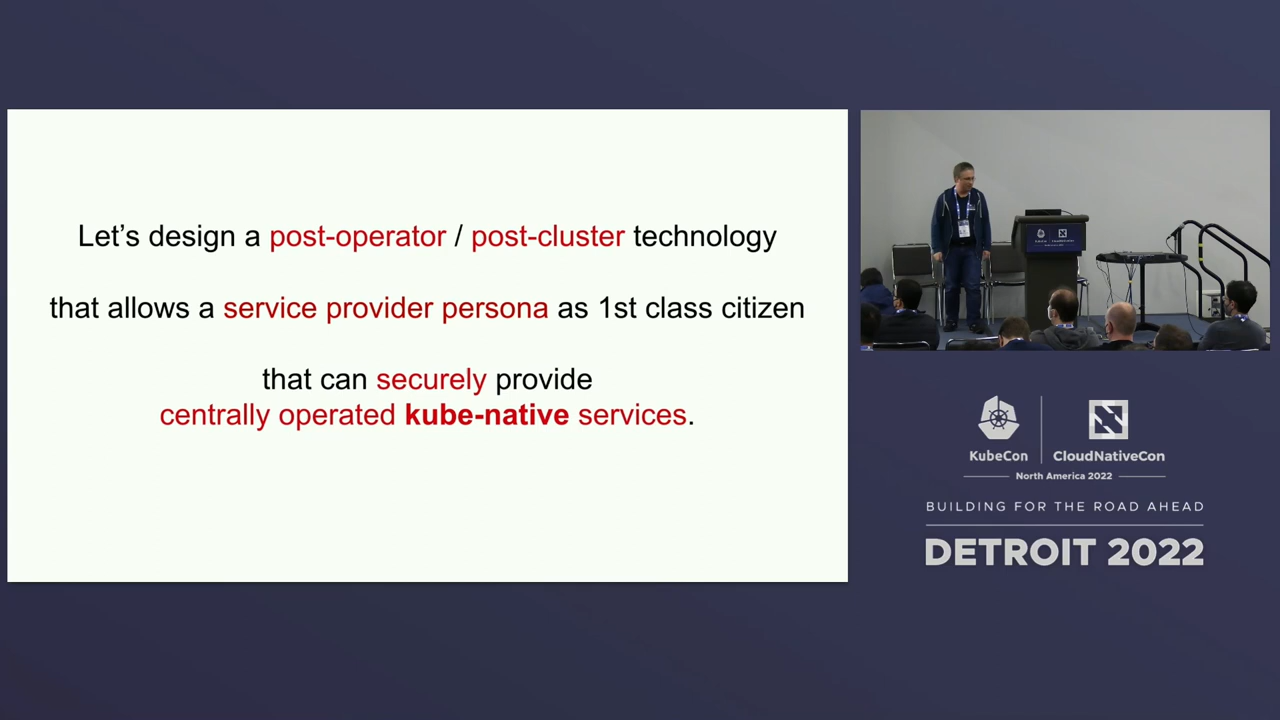 Let's design a post-operator / post-cluster technology
that allows a service provider persona as 1st class citizen
that can securely provide
centrally operated kube-native services.
KubeCon
CloudNativeCon
North America 2022
BUILDING FOR THE ROAD AHEAD
DETROIT 2022